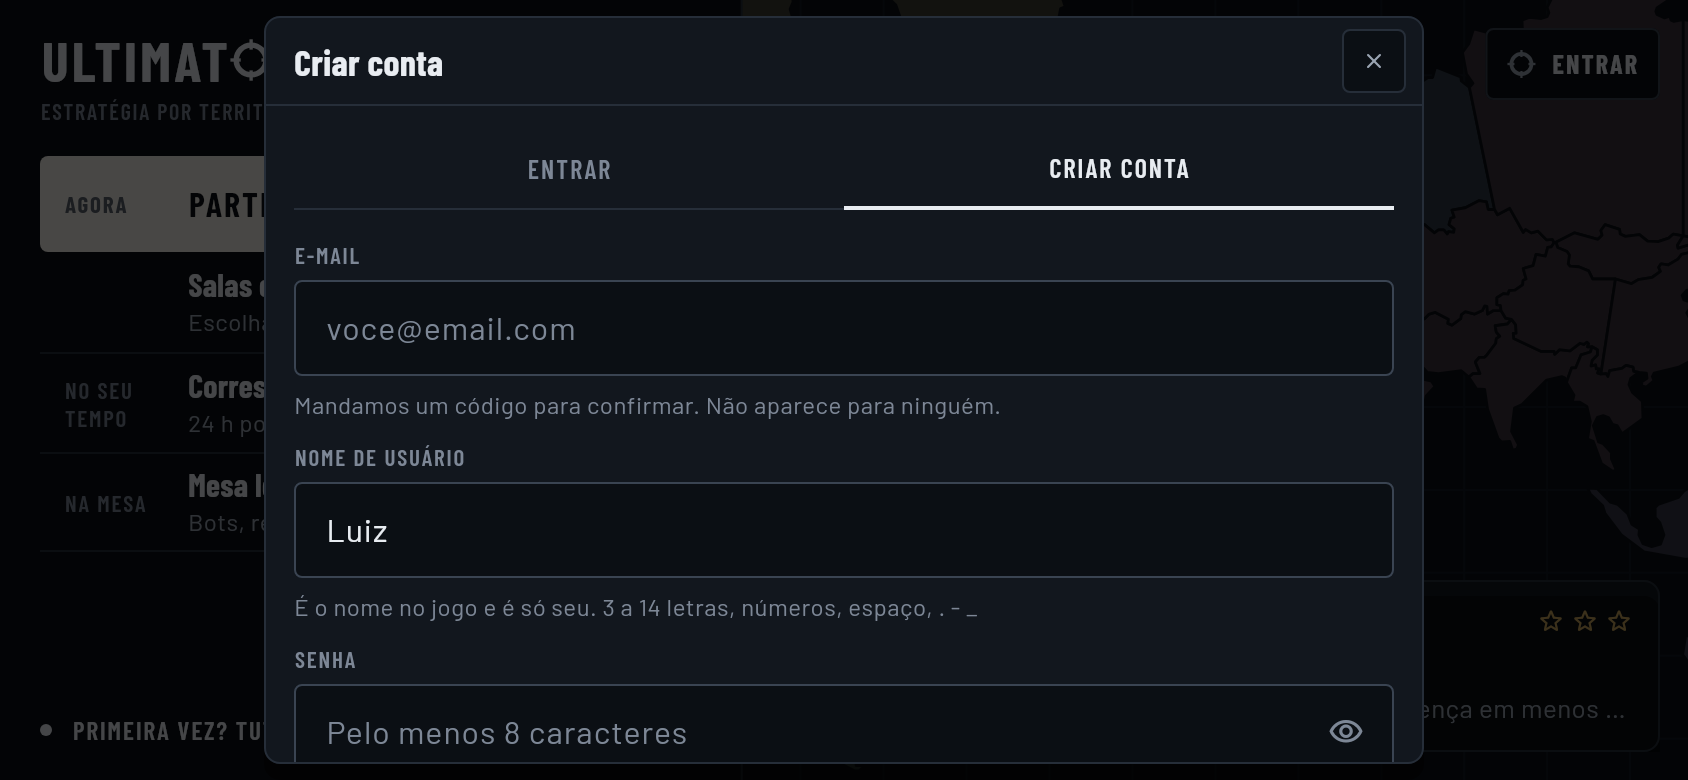 ULTIMAT
ESTRATÉGIA POR TERRIT
Criar conta
×
ENTRAR
ENTRAR
CRIAR CONTA
AGORA
PARTI
E-MAIL
voce@email.com
Mandamos um código para confirmar. Não aparece para ninguém.
Salas
Escolha
NO SEU
TEMPO
Corres
24 h po
NOME DE USUÁRIO
Luiz
É o nome no jogo e é só seu. 3 a 14 letras, números, espaço, . - _
NA MESA
Mesa
Bots, re
SENHA
Pelo menos 8 caracteres
ença em menos ...
PRIMEIRA VEZ? TU